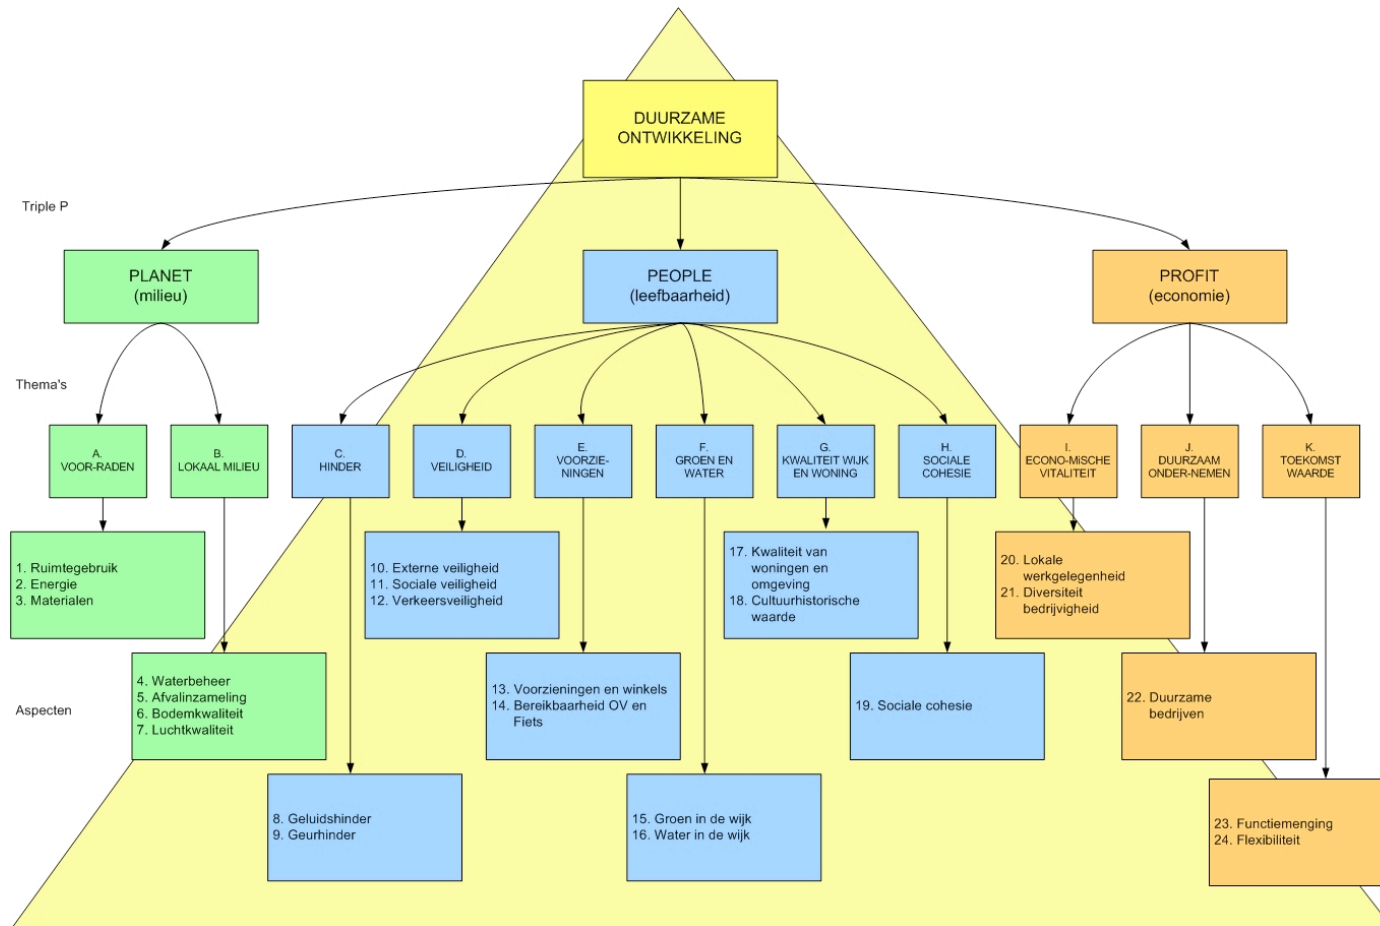 DUURZAME
ONTWIKKELING
Triple P
PLANET
(milieu)
PEOPLE
(leefbaarheid)
PROFIT
(economie)
Thema's
A.
VOOR-RADEN
B.
LOKAAL MILIEU
C.
HINDER
D.
VEILIGHEID
E.
VOORZIE-
NINGEN
F.
GROEN EN
WATER
G.
KWALITEIT WIJK
EN WONING
H.
SOCIALE
COHESIE
I.
ECONO-MiSCHE
VITALITEIT
J.
DUURZAAM
ONDER-NEMEN
K.
TOEKOMST
WAARDE
Aspecten
1. Ruimtegebruik
2. Energie
3. Materialen
4. Waterbeheer
5. Afvalinzameling
6. Bodemkwaliteit
7. Luchtkwaliteit
8. Geluidshinder
9. Geurhinder
10. Externe veiligheid
11. Sociale veiligheid
12. Verkeersveiligheid
13. Voorzieningen en winkels
14. Bereikbaarheid OV en
Fiets
15. Groen in de wijk
16. Water in de wijk
17. Kwaliteit van
woningen en
omgeving
18. Cultuurhistorische
waarde
19. Sociale cohesie
20. Lokale
werkgelegenheid
21. Diversiteit
bedrijvigheid
22. Duurzame
bedrijven
23. Functiemenging
24. Flexibiliteit